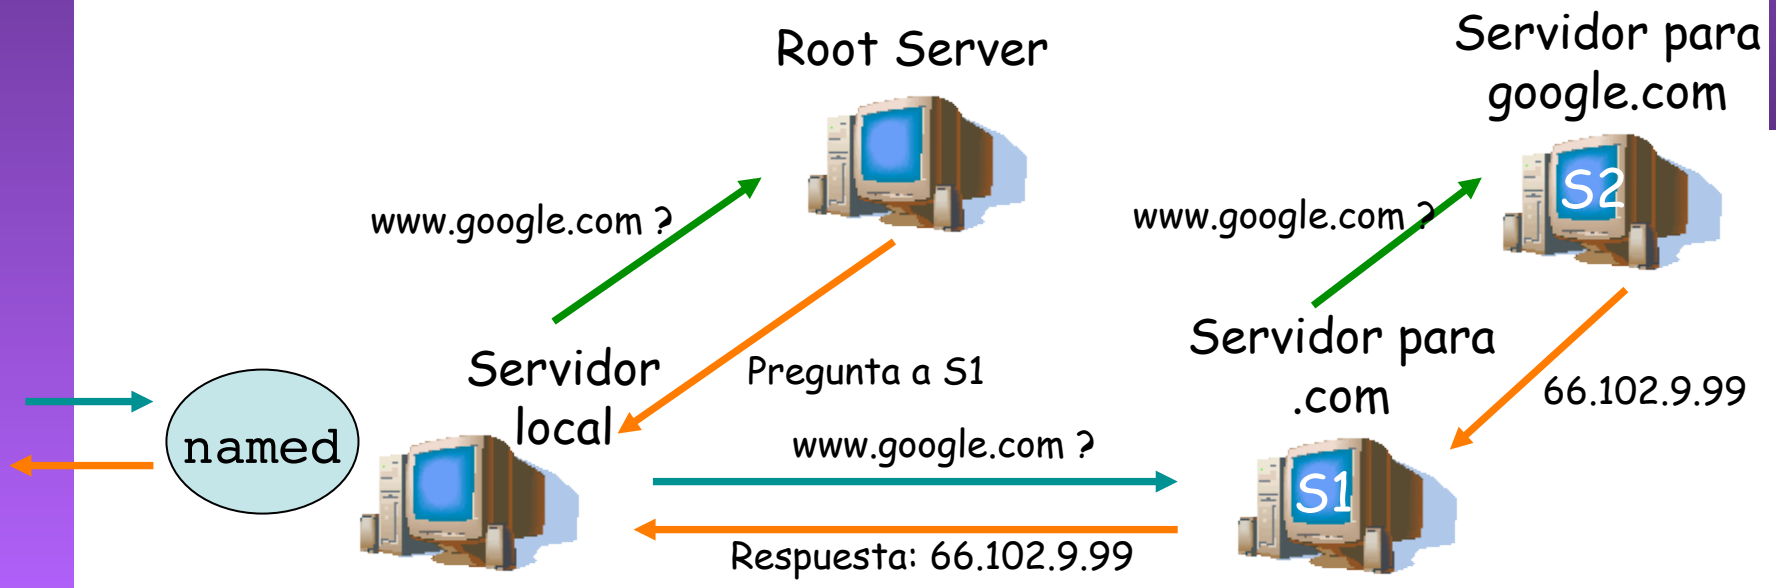 Root Server
Servidor para
google.com
S2
www.google.com ?
www.google.com ?
Servidor para
.com
Servidor
local
Pregunta a S1
66.102.9.99
named
www.google.com ?
S1
Respuesta: 66.102.9.99